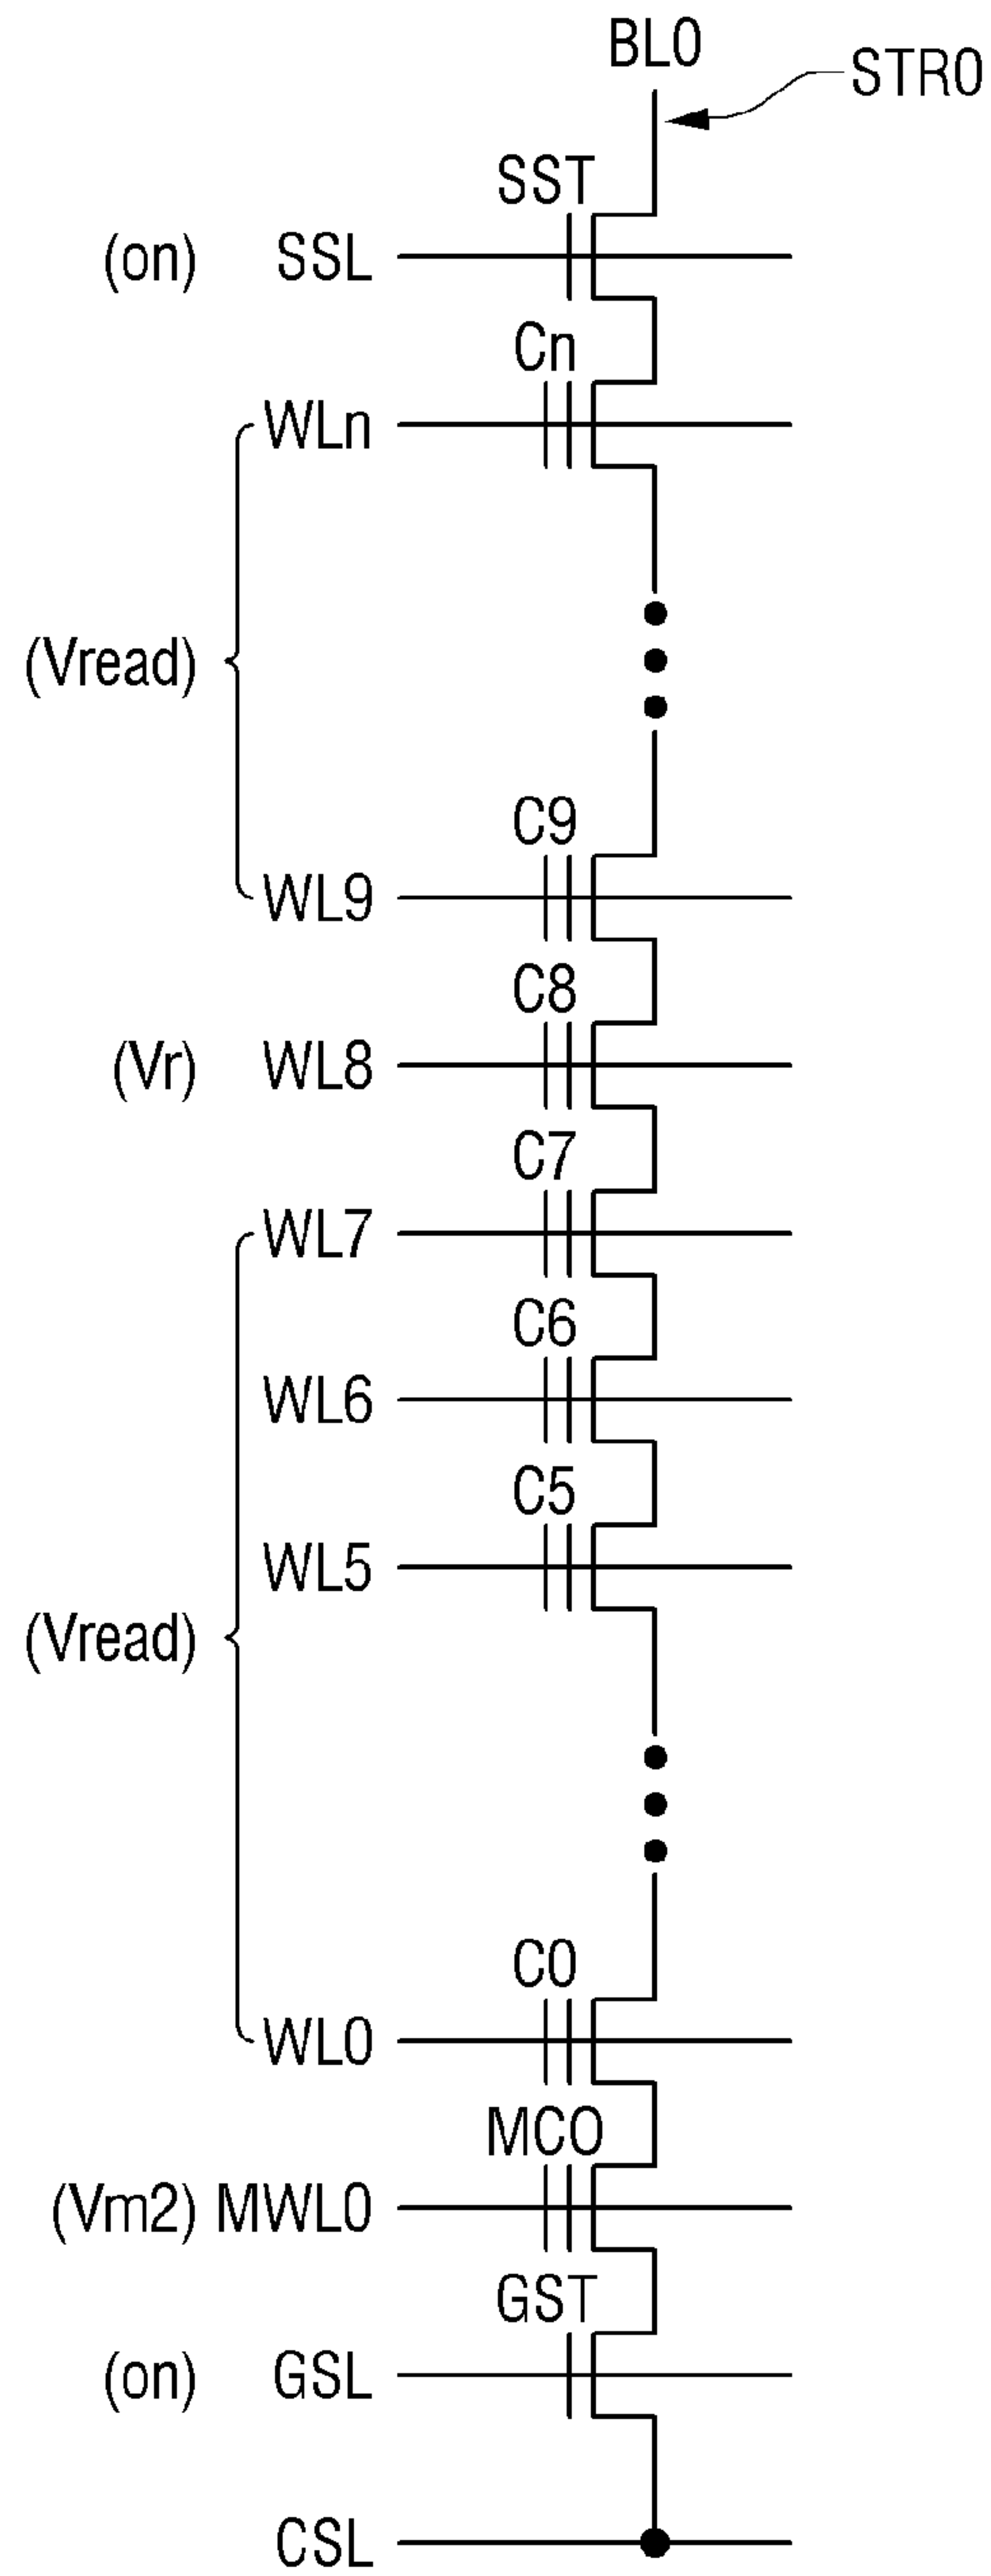 BL0
STR0
SST
(on) SSL
Cn
WLn
(Vread)
C9
WL9
C8
(Vr) WL8
C7
WL7
C6
WL6
C5
WL5
(Vread)
C0
WL0
MCO
(Vm2) MWL0
GST
(on) GSL
CSL